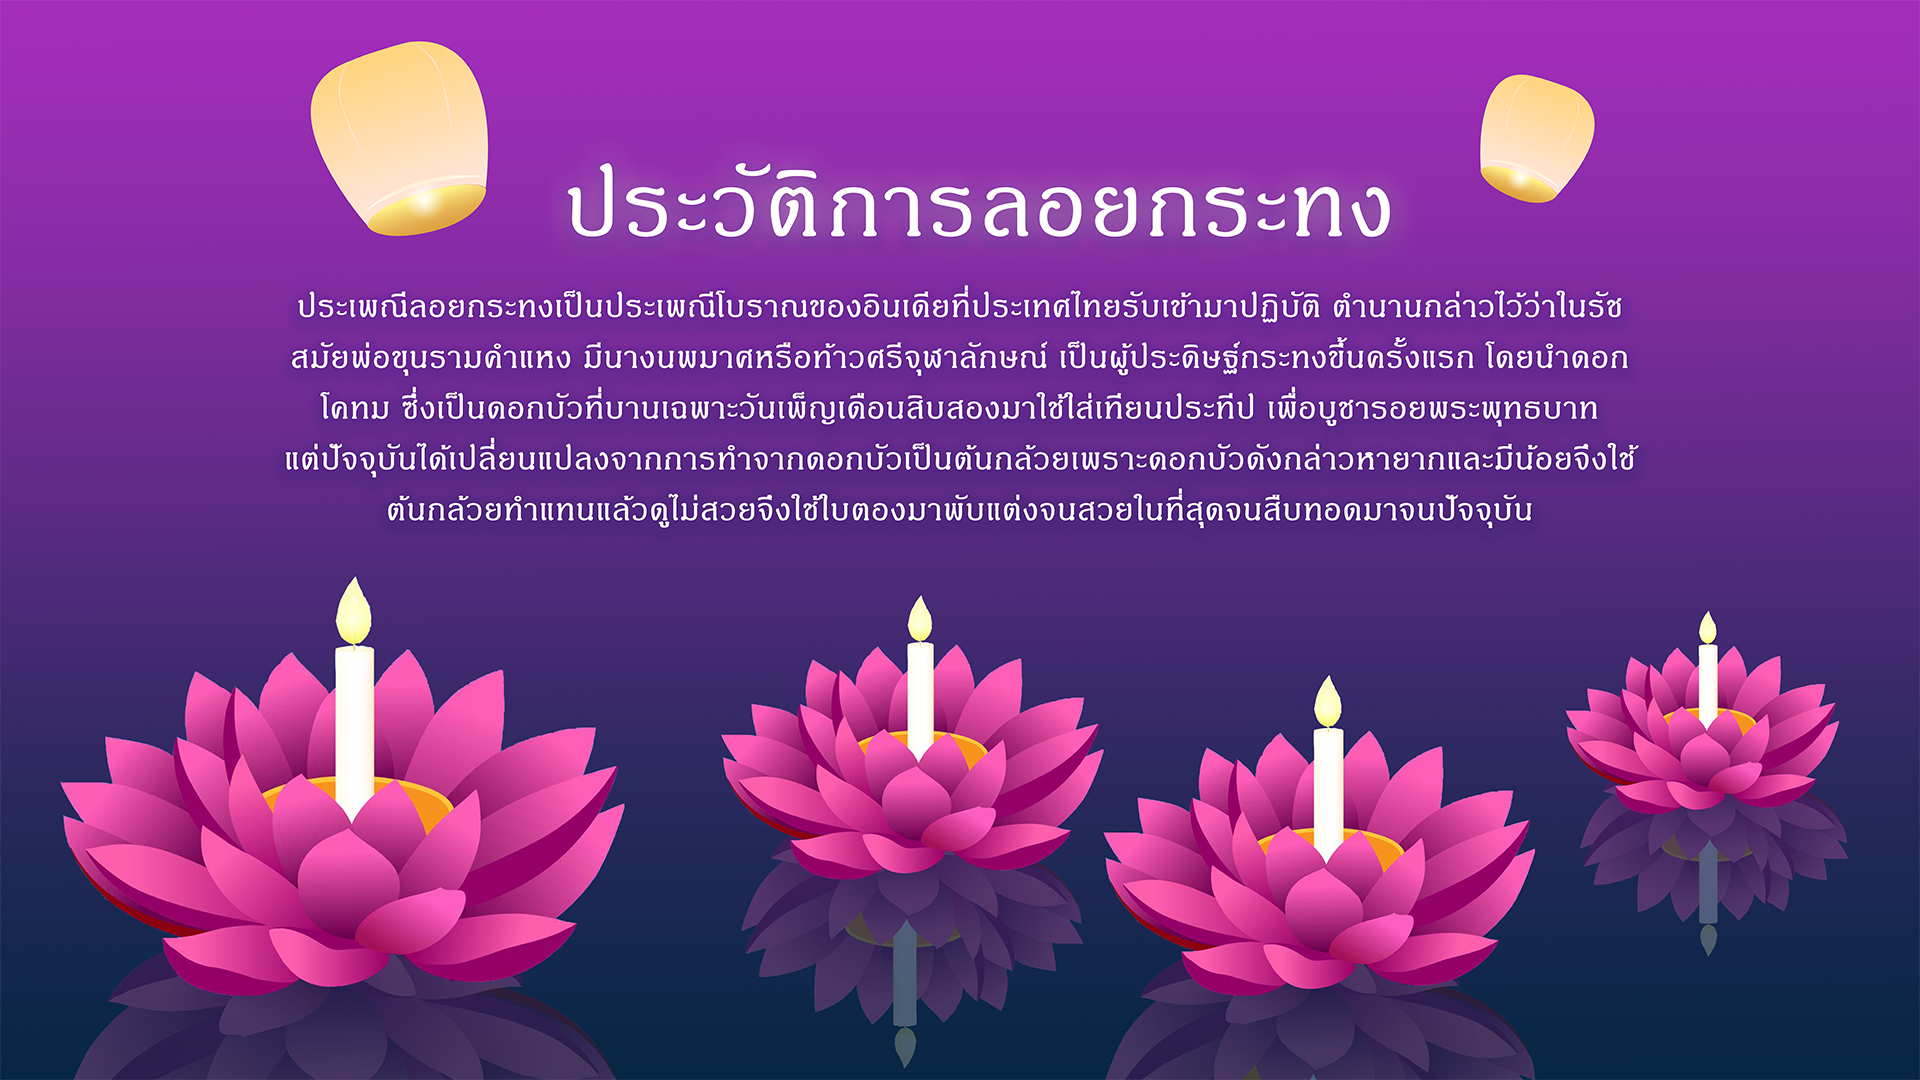 ประวัติการลอยกระทง
ประเพณีลอยกระทงเป็นประเพณีโบราณของอินเดียที่ประเทศไทยรับเข้ามาปฏิบัติ ตำนานกล่าวไว้ว่าในรัช
สมัยพ่อขุนรามคำแหง มีนางนพมาศหรือท้าวศรีจุฬาลักษณ์ เป็นผู้ประดิษฐ์กระทงขึ้นครั้งแรก โดยนำดอก
โคทม ซึ่งเป็นดอกบัวที่บานเฉพาะวันเพ็ญเดือนสิบสองมาใช้ใส่เทียนประทีป เพื่อบูชารอยพระพุทธบาท
แต่ปัจจุบันได้เปลี่ยนแปลงจากการทำจากดอกบัวเป็นต้นกล้วยเพราะดอกบัวดังกล่าวหายากและมีน้อยจึงใช้
ต้นกล้วยทำแทนแล้วดูไม่สวยจึงใช้ใบตองมาพับแต่งจนสวยในที่สุดจนสืบทอดมาจนปัจจุบัน